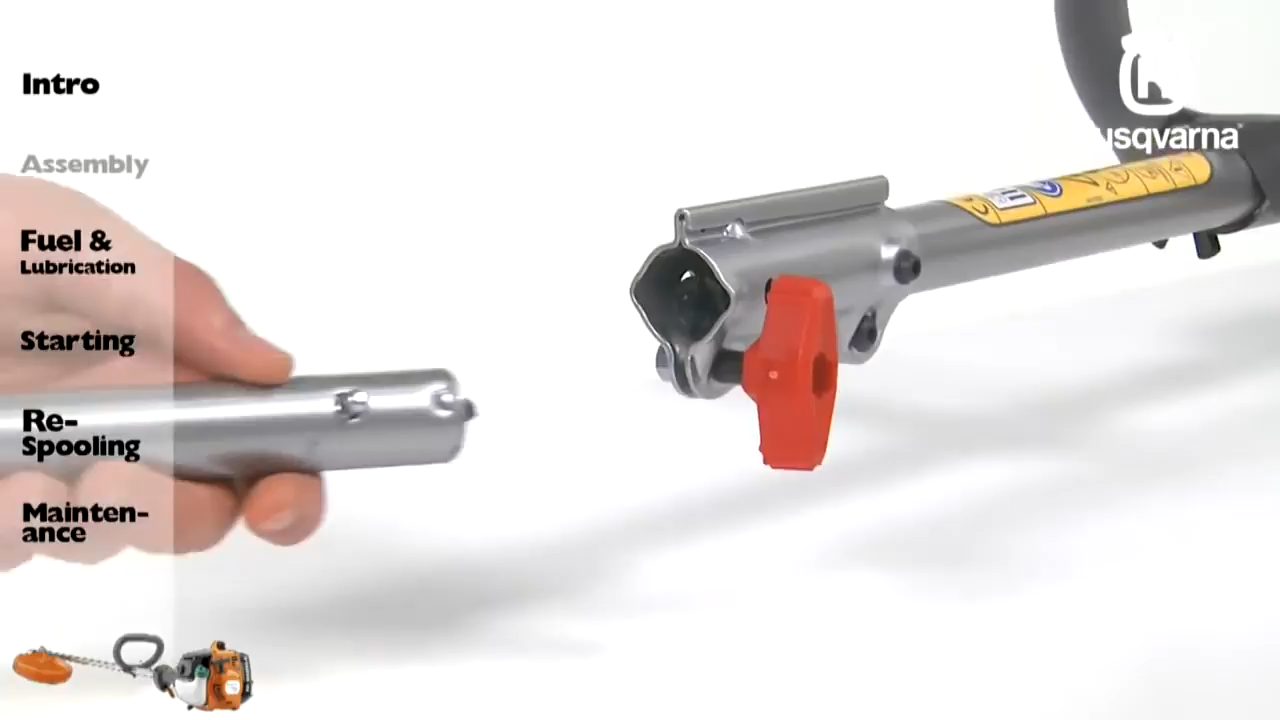 Intro
Assembly
Fuel &
Lubrication
Starting
Re-
Spooling
Mainten-
ance
Husqvarna